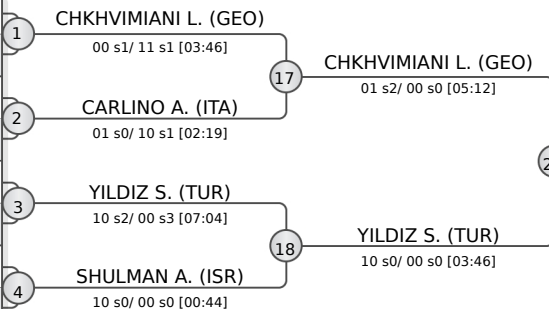 1
CHKHVIMIANI L. (GEO)
00 s1/ 11 s1 [03:46]
17
CHKHVIMIANI L. (GEO)
01 s2/ 00 s0 [05:12]
2
CARLINO A. (ITA)
01 s0/ 10 s1 [02:19]
3
YILDIZ S. (TUR)
10 s2/ 00 s3 [07:04]
18
YILDIZ S. (TUR)
10 s0/ 00 s0 [03:46]
4
SHULMAN A. (ISR)
10 s0/ 00 s0 [00:44]